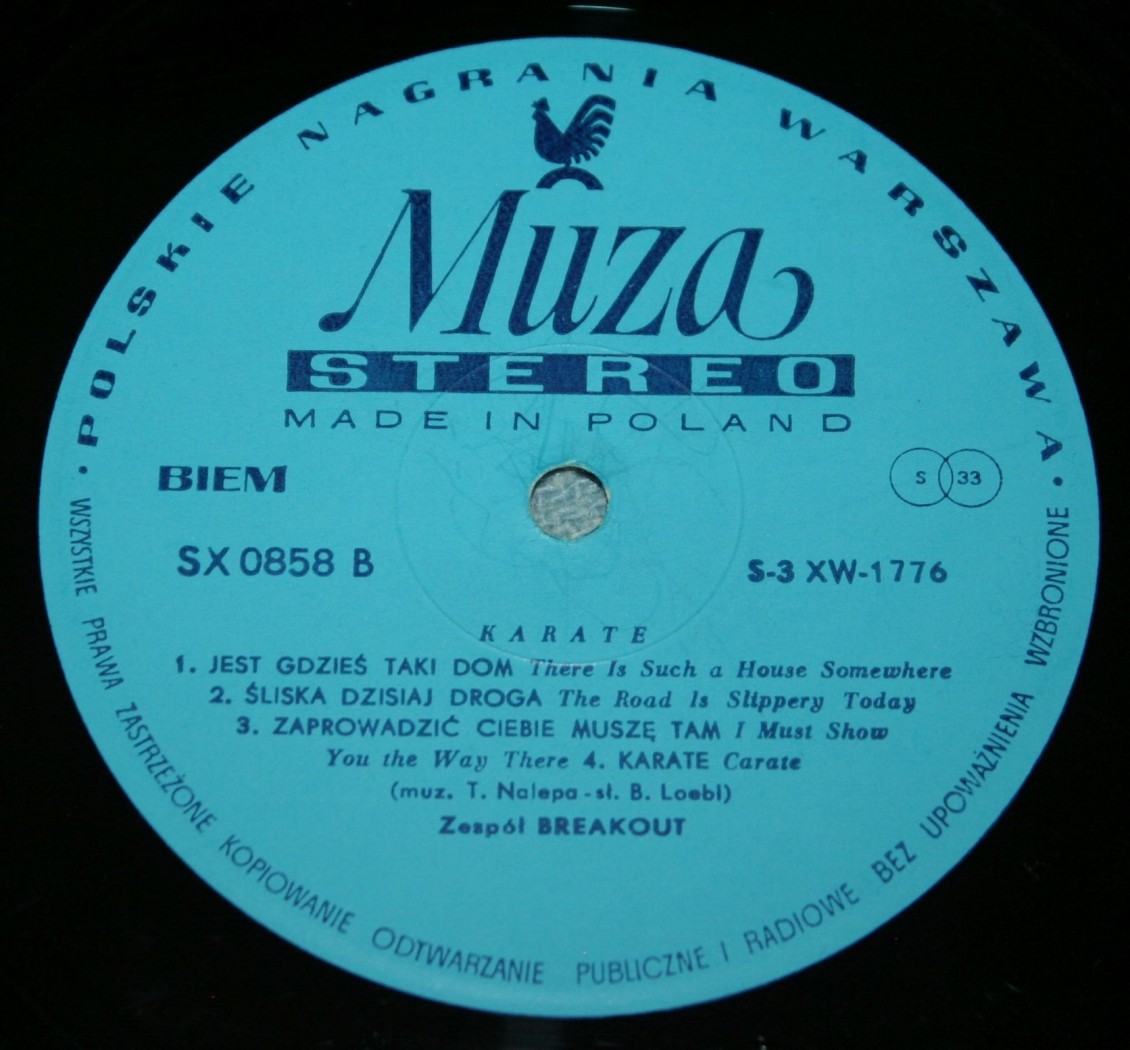 POLSKIE NAGRANIA WARSZAWA
Muza
STEREO
MADE IN POLAND
BIEM
S 33
SX 0858 B
S-3 XW-1776
KARATE
1. JEST GDZIEŚ TAKI DOM There Is Such a House Somewhere
2. ŚLISKA DZISIAJ DROGA The Road Is Slippery Today
3. ZAPROWADZIĆ CIEBIE MUSZĘ TAM I Must Show
You the Way There 4. KARATE Carate
(muz. T. Nalepa - sł. B. Loebl)
Zespół BREAKOUT
• WSZYSTKIE PRAWA ZASTRZEŻONE KOPIOWANIE ODTWARZANIE PUBLICZNE I RADIOWE BEZ UPOWAŻNIENIA WZBRONIONE •